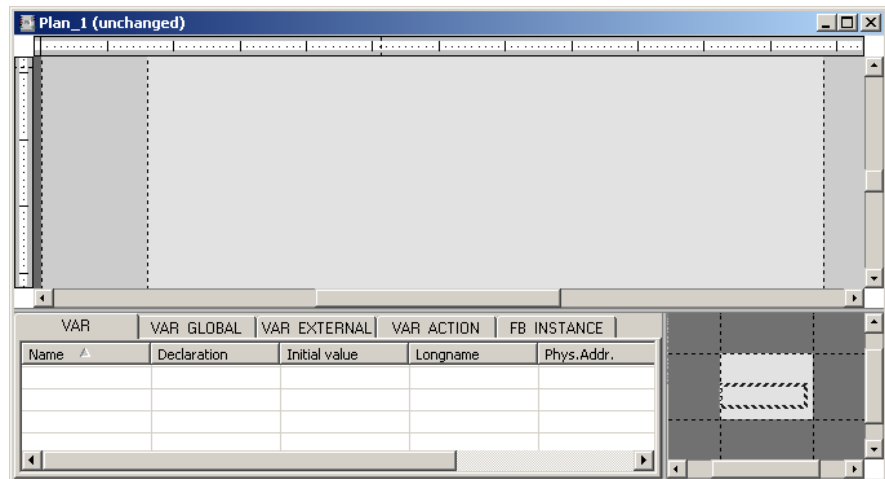 Plan_1 (unchanged)
VAR VAR GLOBAL VAR EXTERNAL VAR ACTION FB INSTANCE
Name Declaration Initial value Longname Phys.Addr.